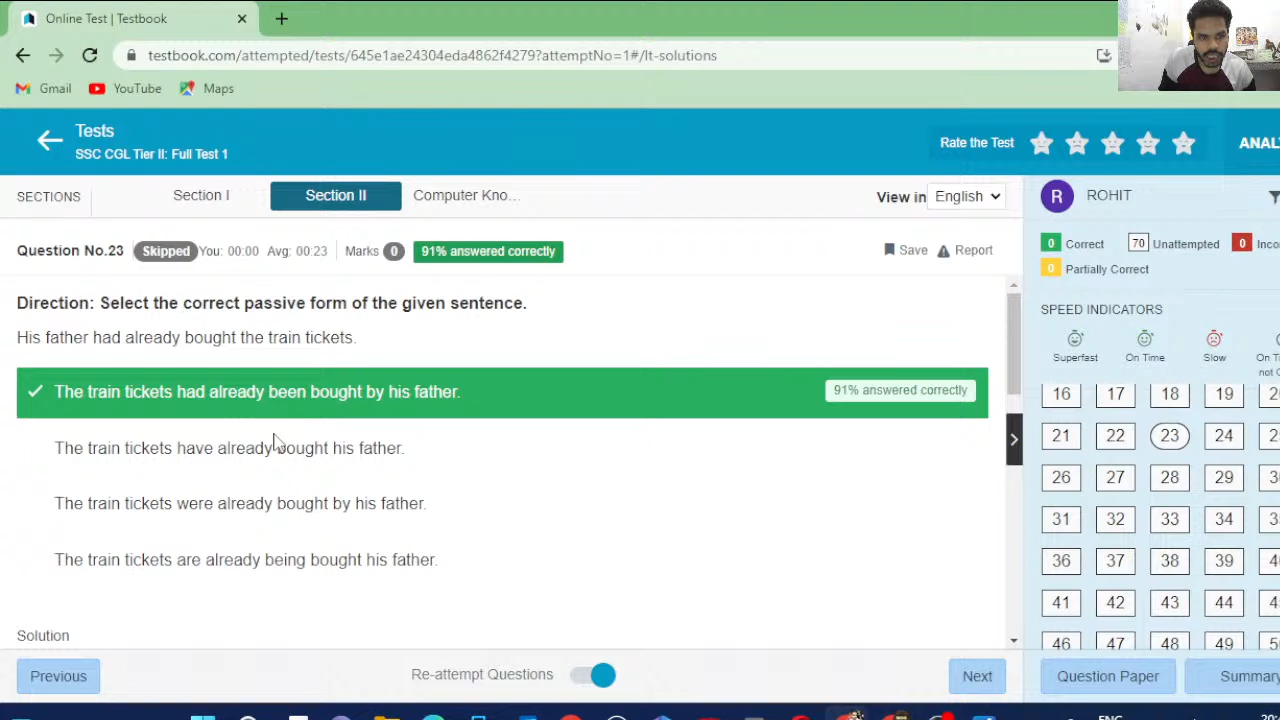 Online Test | Testbook
testbook.com/attempted/tests/645e1ae24304eda4862f4279?attemptNo=1#/lt-solutions
Gmail YouTube Maps
Tests
SSC CGL Tier II: Full Test 1
Rate the Test
SECTIONS Section I Section II Computer Kno... View in English
R ROHIT
Question No.23 Skipped You: 00:00 Avg: 00:23 Marks 0 91% answered correctly Save Report
0 Correct 70 Unattempted 0
0 Partially Correct
Direction: Select the correct passive form of the given sentence.
His father had already bought the train tickets.
SPEED INDICATORS
Superfast On Time Slow
The train tickets had already been bought by his father. 91% answered correctly
The train tickets have already bought his father.
The train tickets were already bought by his father.
The train tickets are already being bought his father.
16 17 18 19
21 22 23 24
26 27 28 29
31 32 33 34
36 37 38 39
41 42 43 44
46 47 48 49
Solution
Previous Re-attempt Questions Next Question Paper Summary
ENG